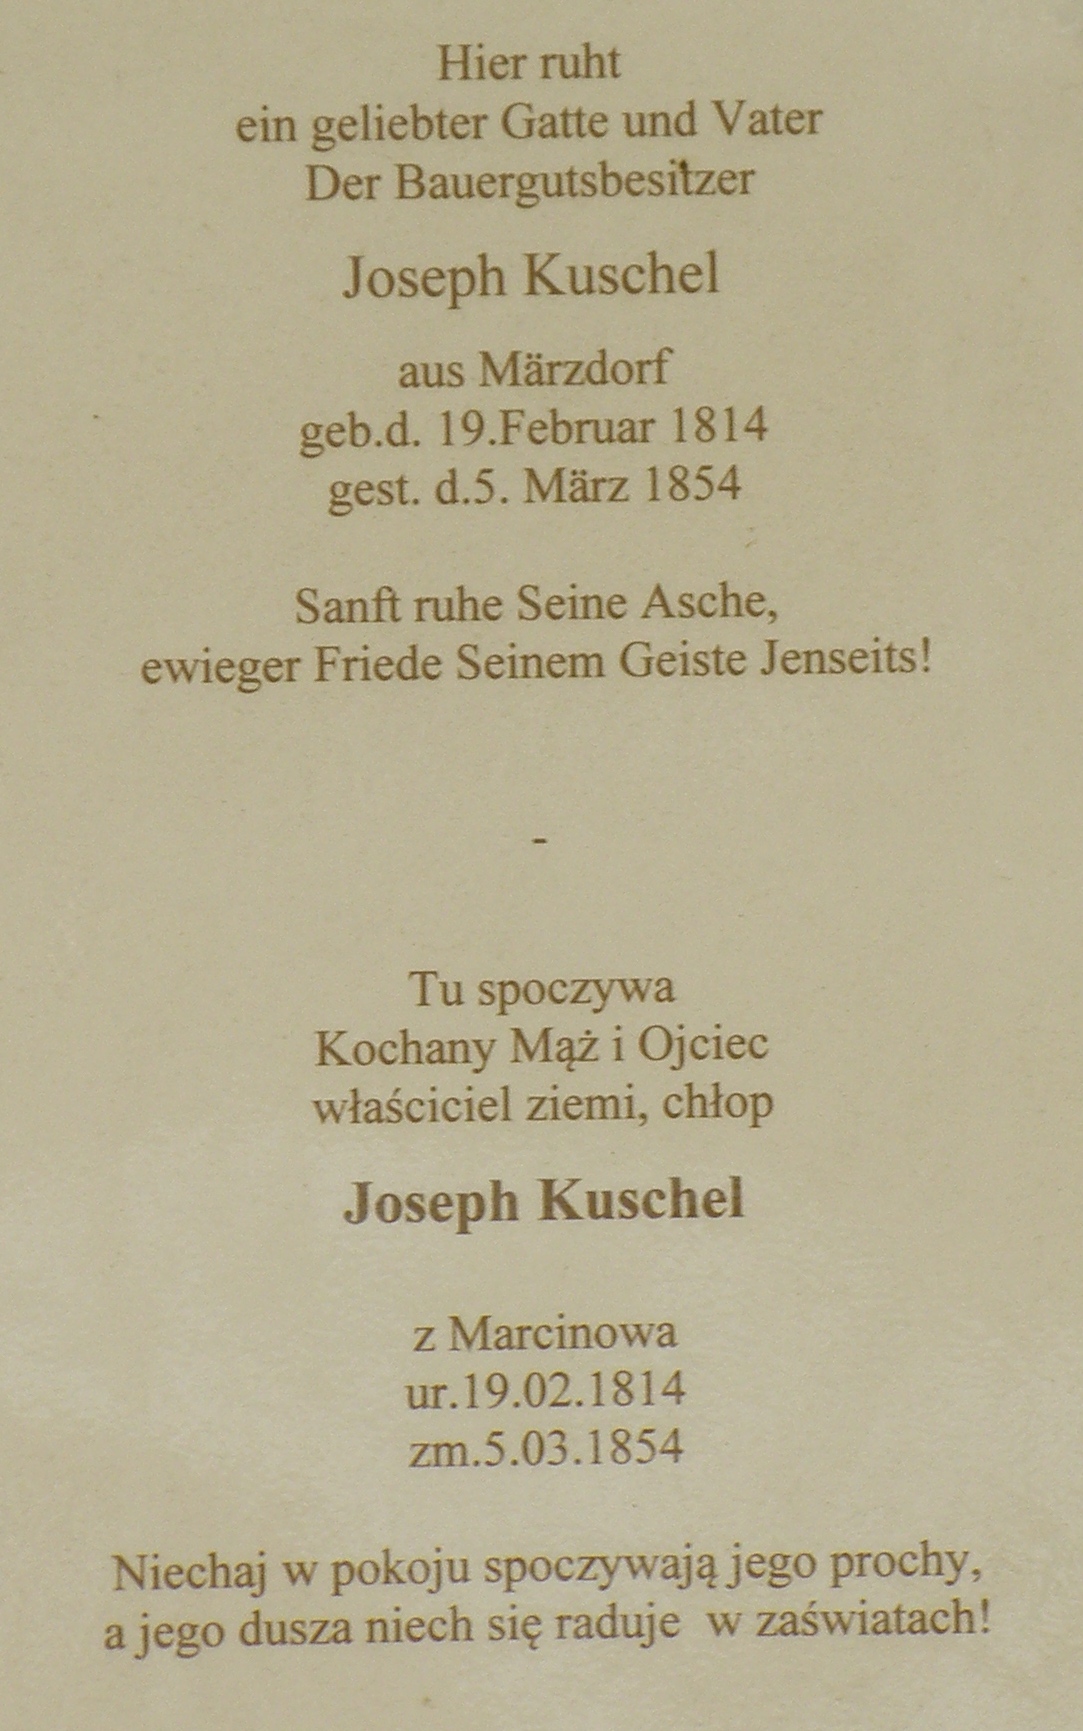 Hier ruht
ein geliebter Gatte und Vater
Der Bauergutsbesitzer
Joseph Kuschel
aus Märzdorf
geb.d. 19.Februar 1814
gest. d.5. März 1854
Sanft ruhe Seine Asche,
ewieger Friede Seinem Geiste Jenseits!
-
Tu spoczywa
Kochany Mąż i Ojciec
właściciel ziemi, chłop
Joseph Kuschel
z Marcinowa
ur.19.02.1814
zm.5.03.1854
Niechaj w pokoju spoczywają jego prochy,
a jego dusza niech się raduje  w zaświatach!